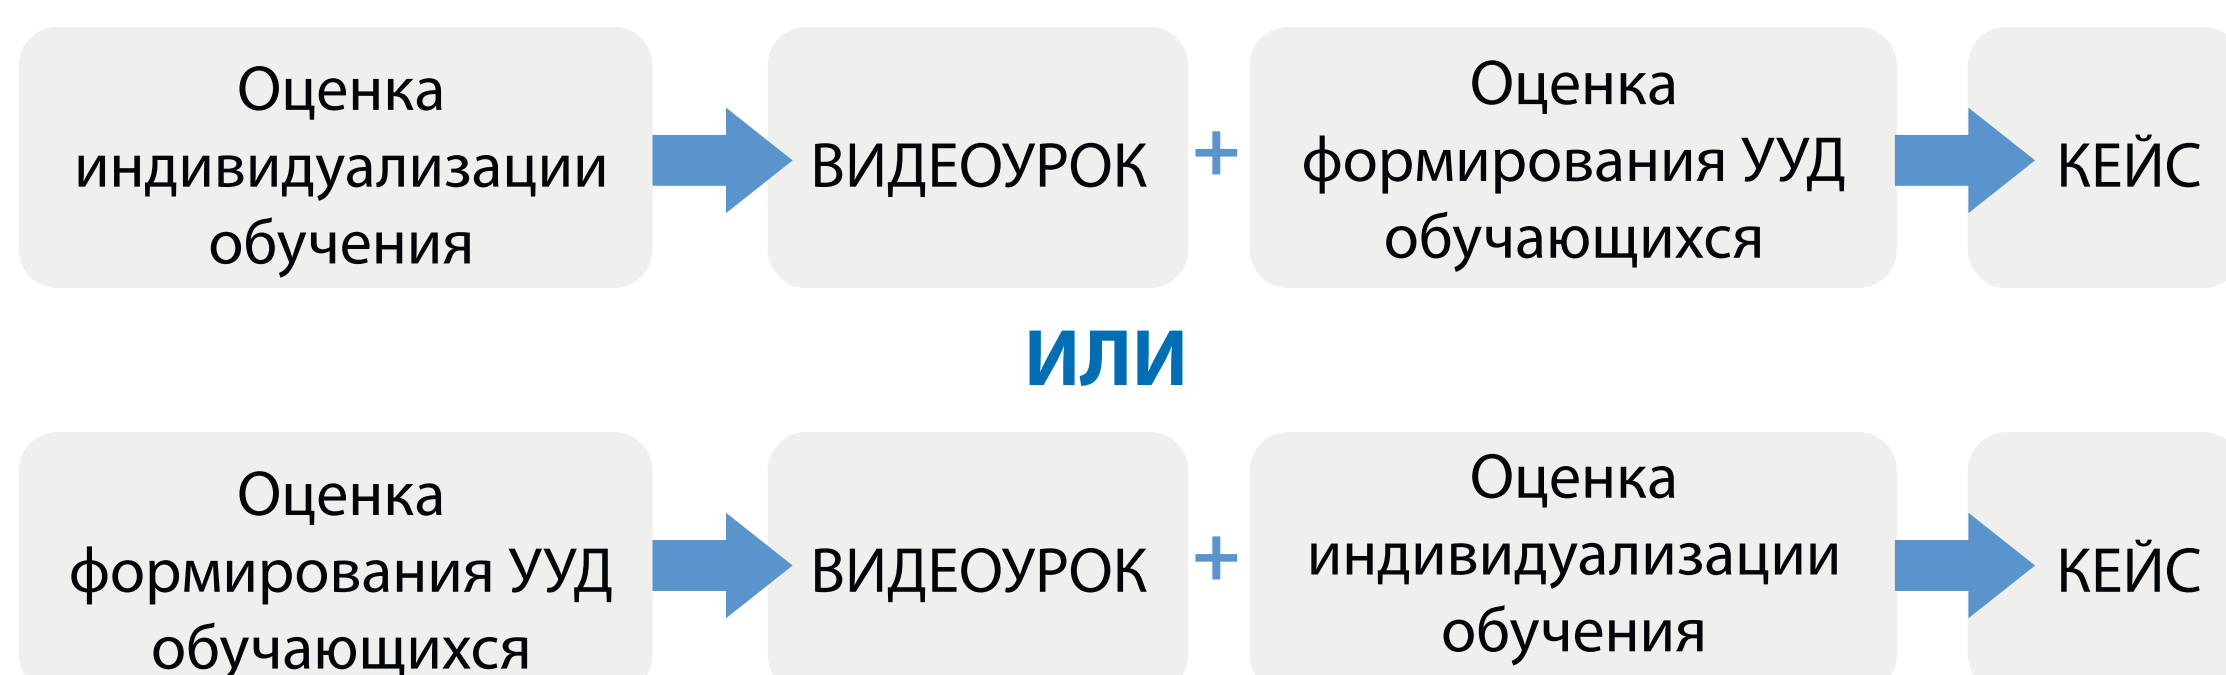 Оценка
индивидуализации
обучения
ВИДЕОУРОК
+
Оценка
формирования УУД
обучающихся
КЕЙС
ИЛИ
Оценка
формирования УУД
обучающихся
ВИДЕОУРОК
+
Оценка
индивидуализации
обучения
КЕЙС